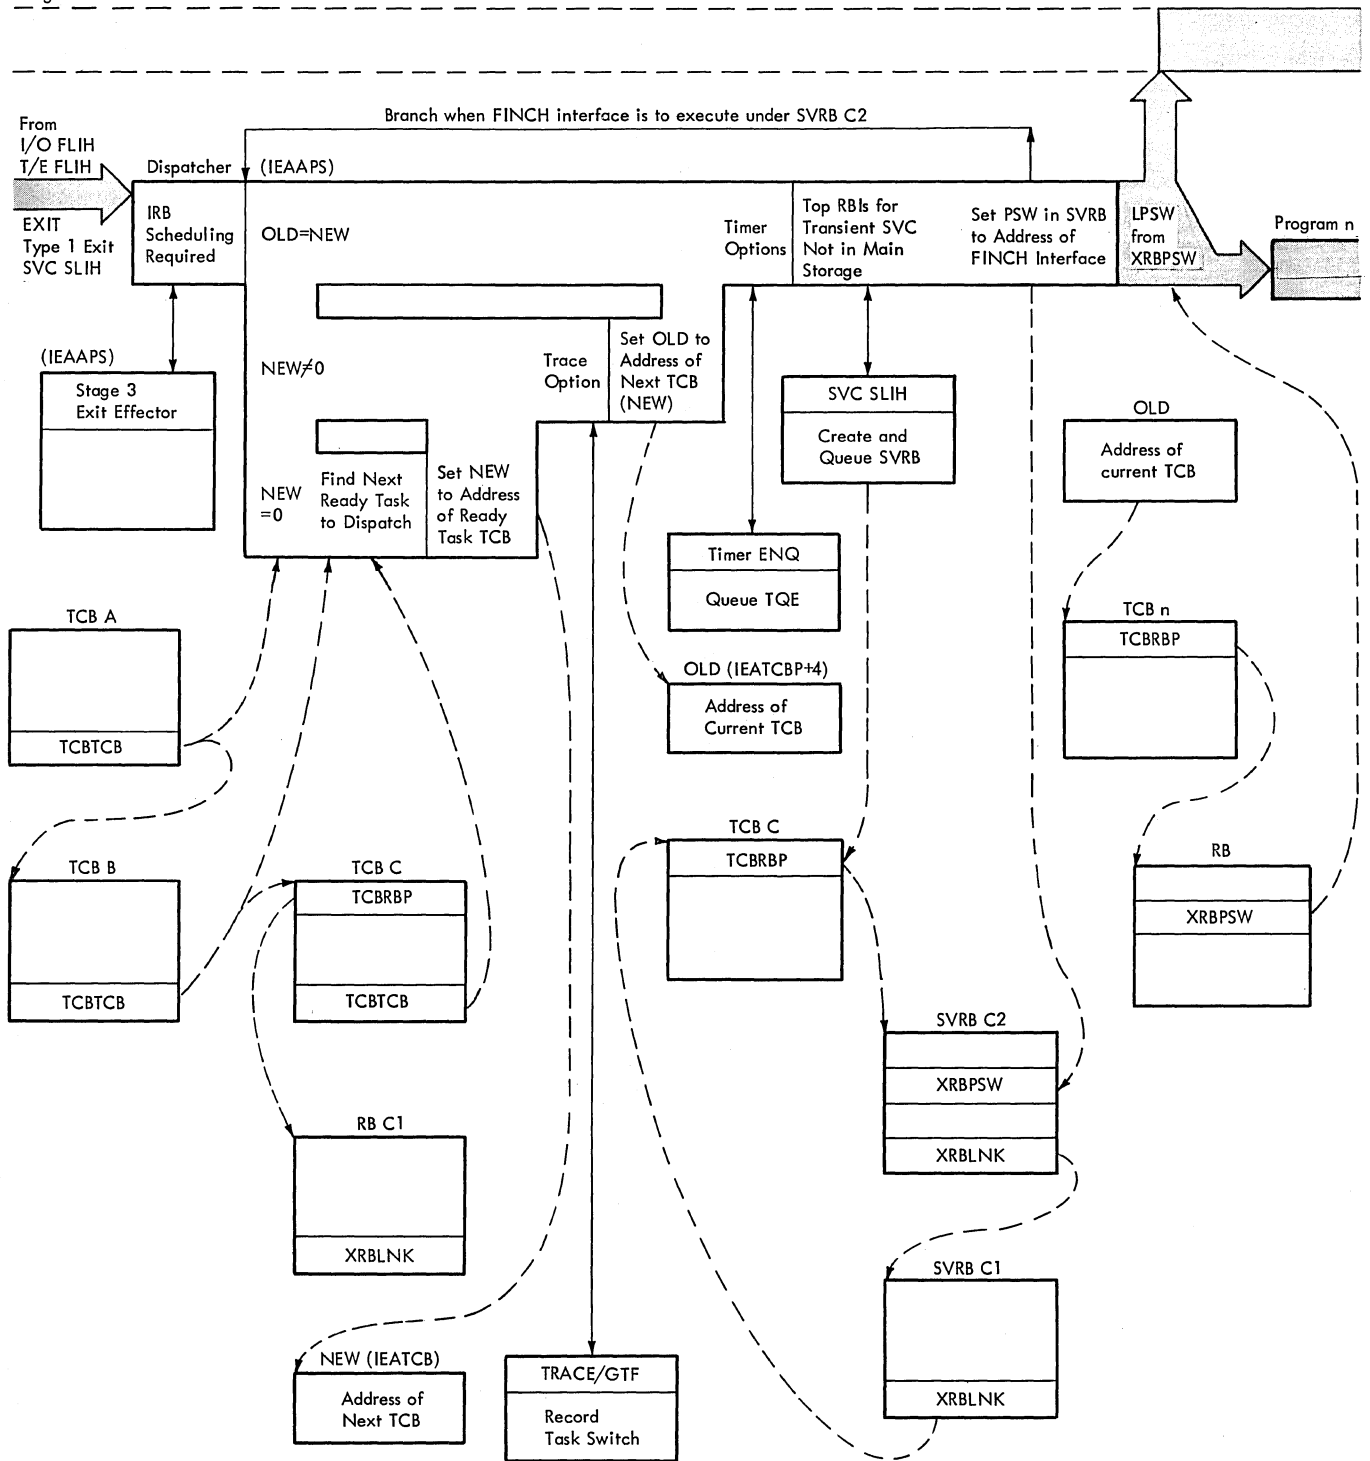 Branch when FINCH interface is to execute under SVRB C2
From
I/O FLIH
T/E FLIH
EXIT
Type 1 Exit
SVC SLIH
Dispatcher
(IEAAPS)
IRB
Scheduling
Required
OLD=NEW
NEW≠0
NEW
=0
Find Next
Ready Task
to Dispatch
Set NEW
to Address
of Ready
Task TCB
Trace
Option
Set OLD to
Address of
Next TCB
(NEW)
Timer
Options
Top RBIs for
Transient SVC
Not in Main
Storage
Set PSW in SVRB
to Address of
FINCH Interface
LPSW
from
XRBPSW
Program n
(IEAAPS)
Stage 3
Exit Effector
SVC SLIH
Create and
Queue SVRB
OLD
Address of
current TCB
Timer ENQ
Queue TQE
TCB A
TCBTCB
OLD (IEATCBP+4)
Address of
Current TCB
TCB n
TCBRBP
TCB B
TCBTCB
TCB C
TCBRBP
TCBTCB
TCB C
TCBRBP
RB
XRBPSW
SVRB C2
XRBPSW
XRBLNK
RB C1
XRBLNK
SVRB C1
XRBLNK
NEW (IEATCB)
Address of
Next TCB
TRACE/GTF
Record
Task Switch